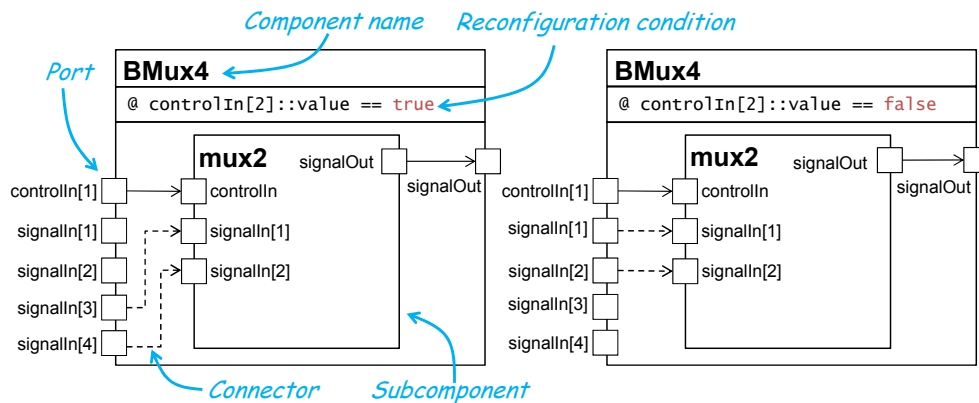 Component name
Reconfiguration condition
Port
BMux4
@ controlIn[2]::value == true
mux2
signalOut
signalOut
controlIn[1]
controlIn
signalIn[1]
signalIn[1]
signalIn[2]
signalIn[2]
signalIn[3]
signalIn[4]
Connector
Subcomponent
BMux4
@ controlIn[2]::value == false
mux2
signalOut
signalOut
controlIn[1]
controlIn
signalIn[1]
signalIn[1]
signalIn[2]
signalIn[2]
signalIn[3]
signalIn[4]